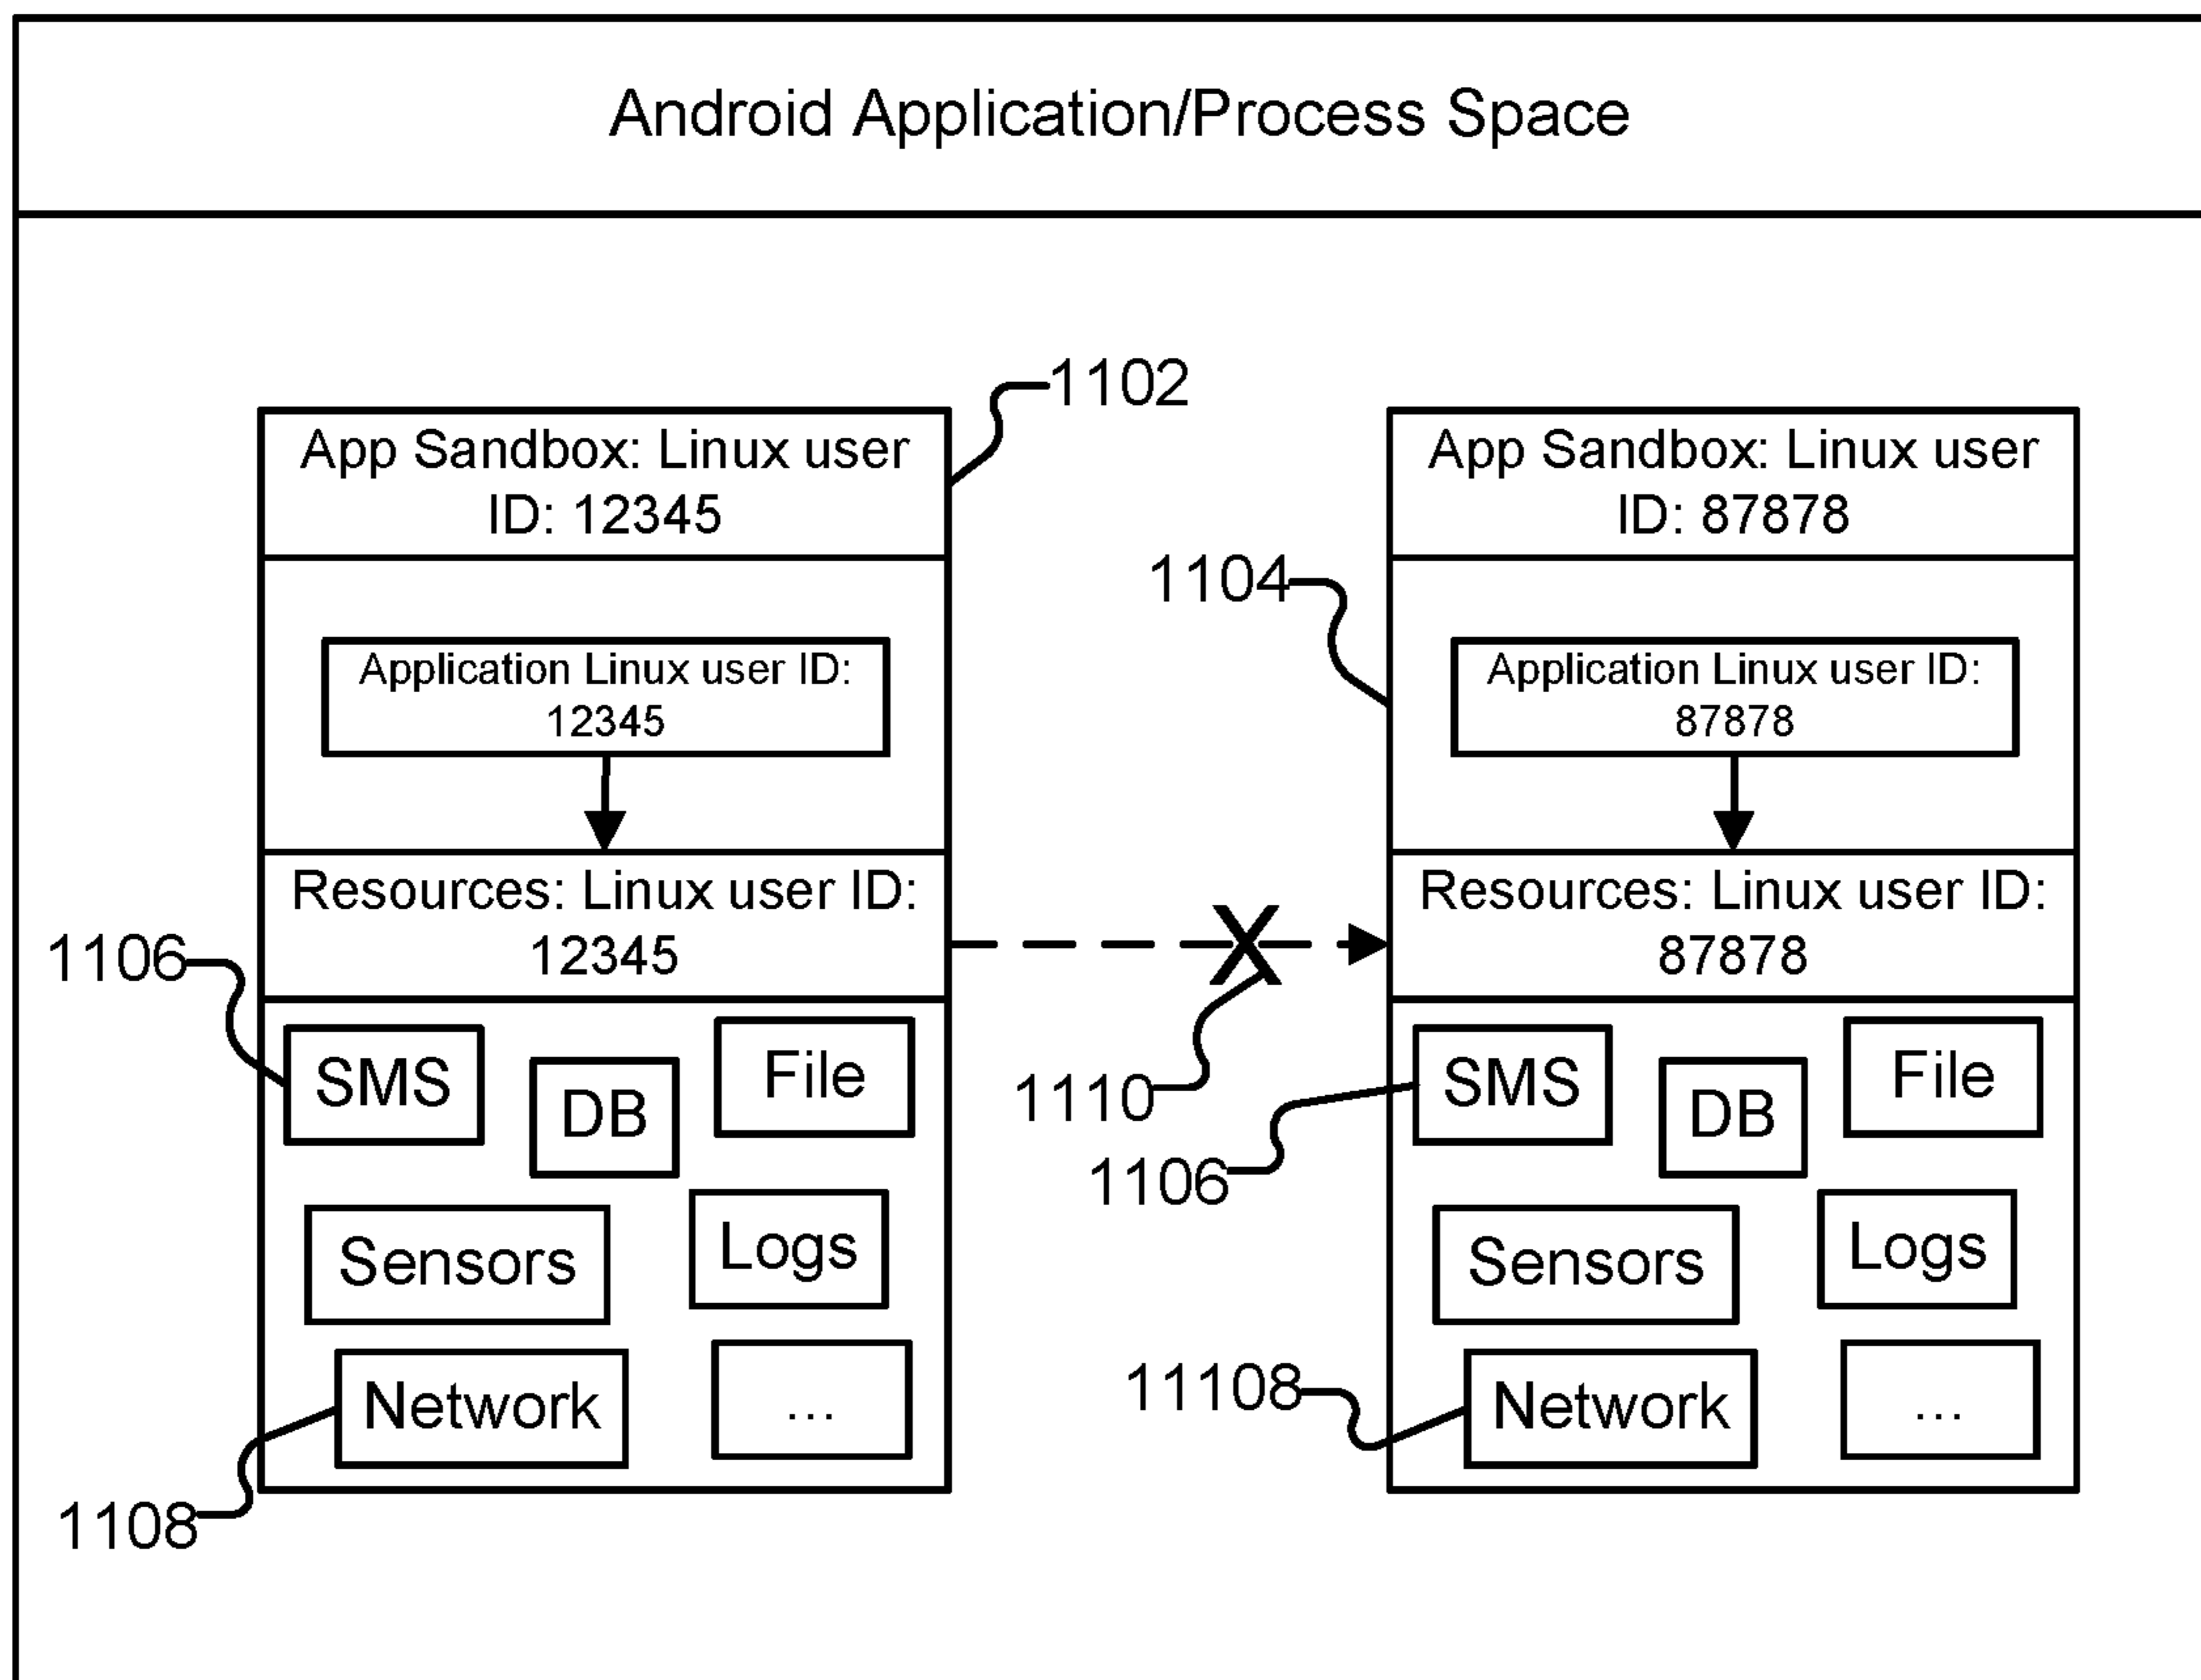 Android Application/Process Space
1102
App Sandbox: Linux user
ID: 12345
Application Linux user ID:
12345
Resources: Linux user ID:
12345
1106
SMS
DB
File
Sensors
Logs
Network
...
1108
X
1110
App Sandbox: Linux user
ID: 87878
1104
Application Linux user ID:
87878
Resources: Linux user ID:
87878
1106
SMS
DB
File
Sensors
Logs
11108
Network
...